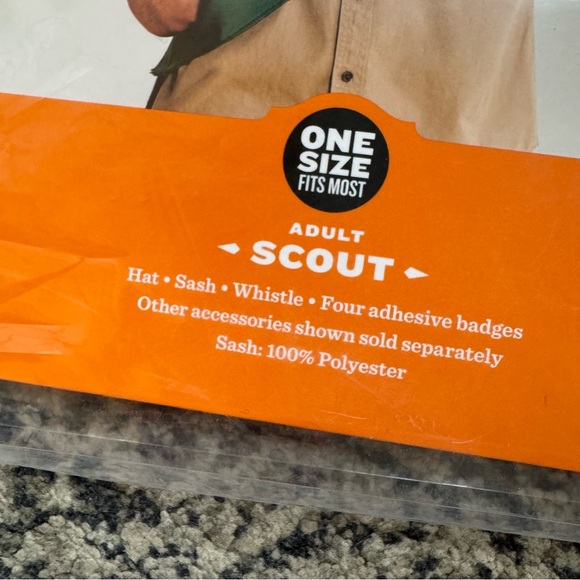 ONE
SIZE
FITS MOST
ADULT
SCOUT
Hat • Sash • Whistle • Four adhesive badges
Other accessories shown sold separately
Sash: 100% Polyester